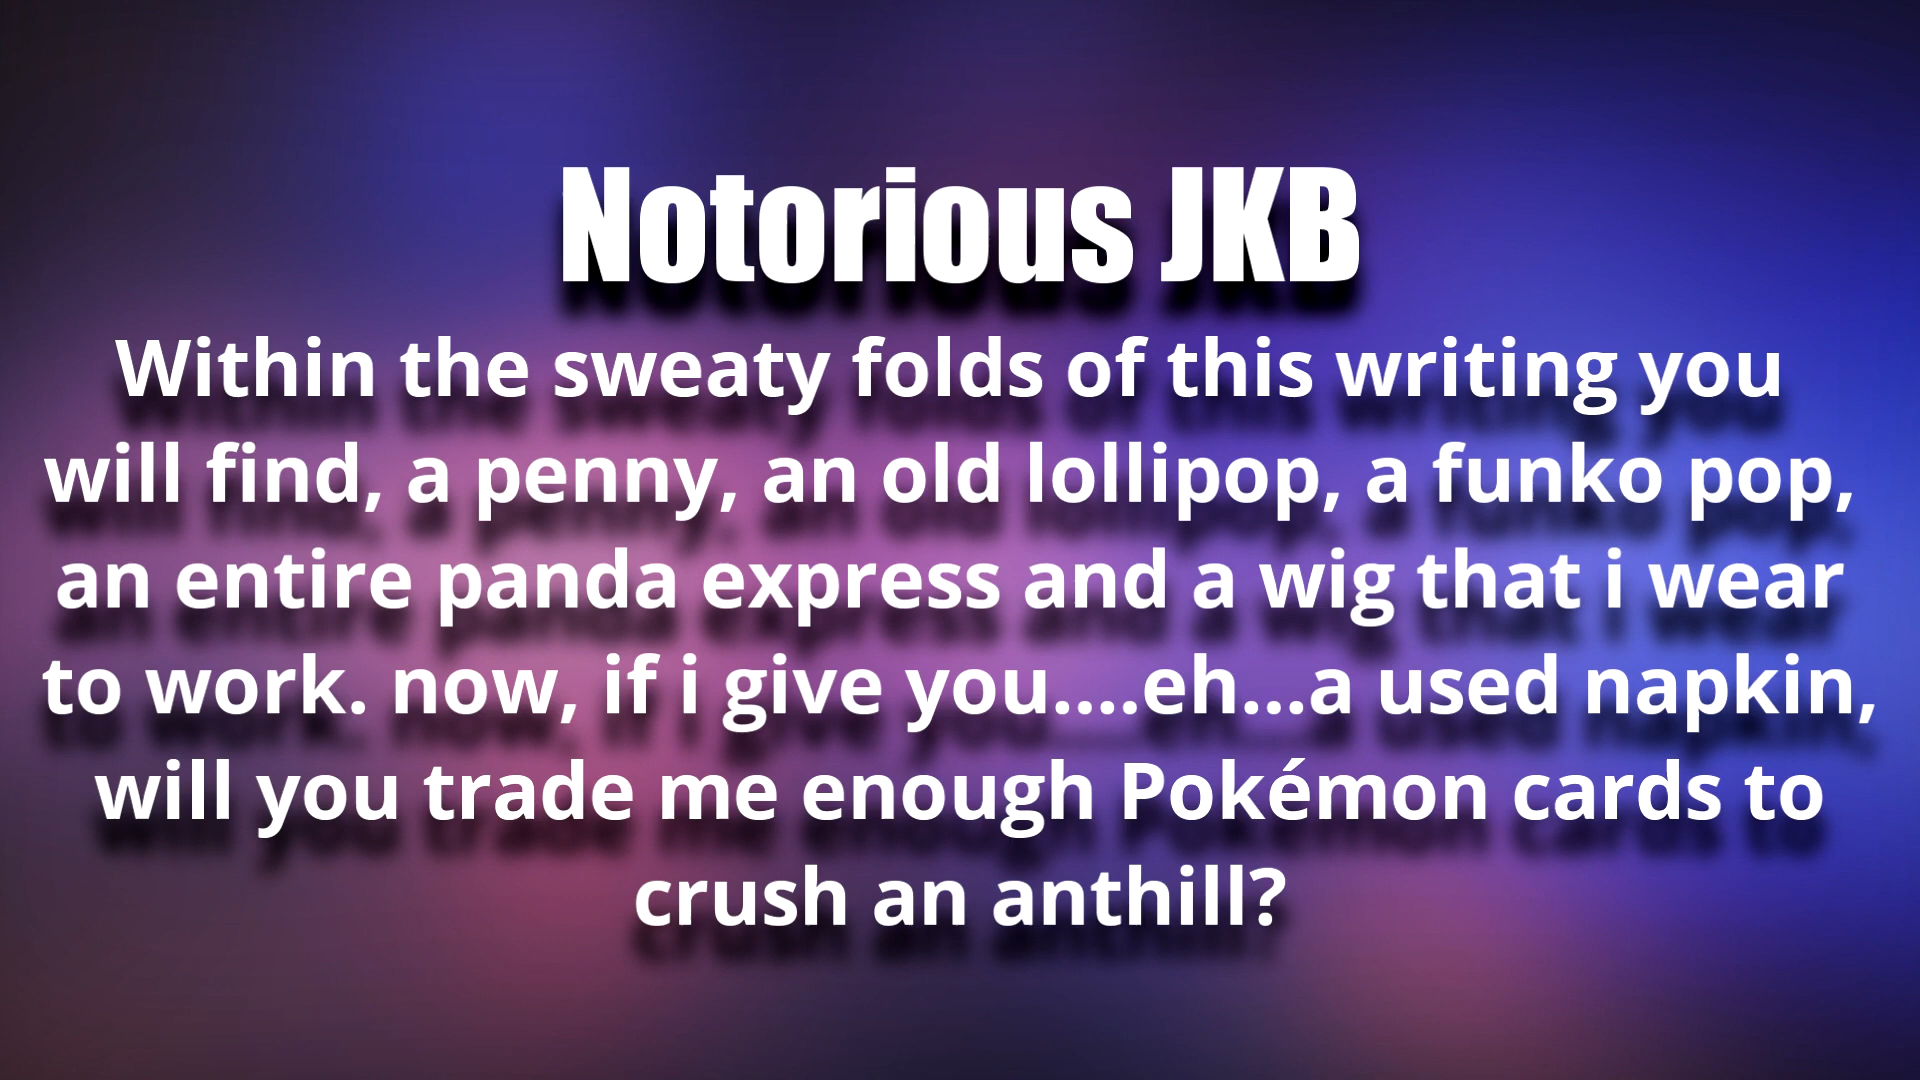 Notorious JKB
Within the sweaty folds of this writing you
will find, a penny, an old lollipop, a funko pop,
an entire panda express and a wig that i wear
to work. now, if i give you....eh...a used napkin,
will you trade me enough Pokémon cards to
crush an anthill?